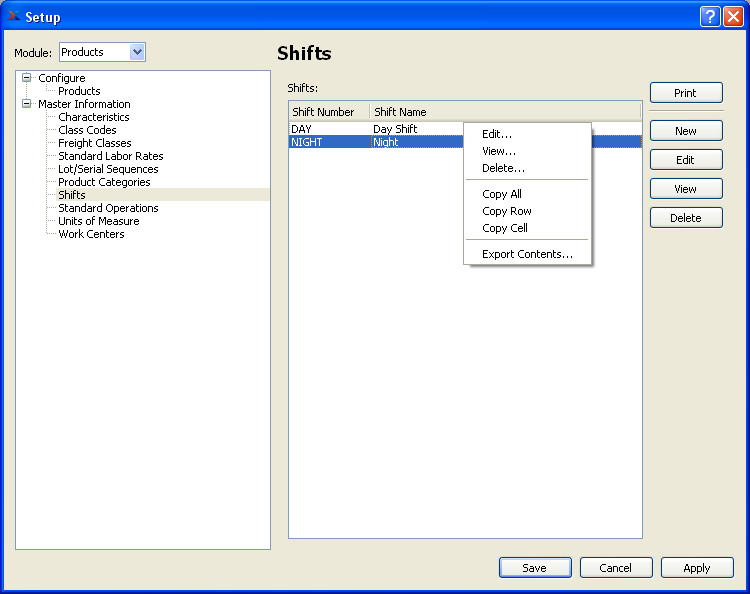 Setup
Module: Products
Shifts
Configure
Products
Master Information
Characteristics
Class Codes
Freight Classes
Standard Labor Rates
Lot/Serial Sequences
Product Categories
Shifts
Standard Operations
Units of Measure
Work Centers
Shifts:
Shift Number Shift Name
DAY Day Shift
NIGHT Night
Edit...
View...
Delete...
Copy All
Copy Row
Copy Cell
Export Contents...
Print
New
Edit
View
Delete
Save Cancel Apply